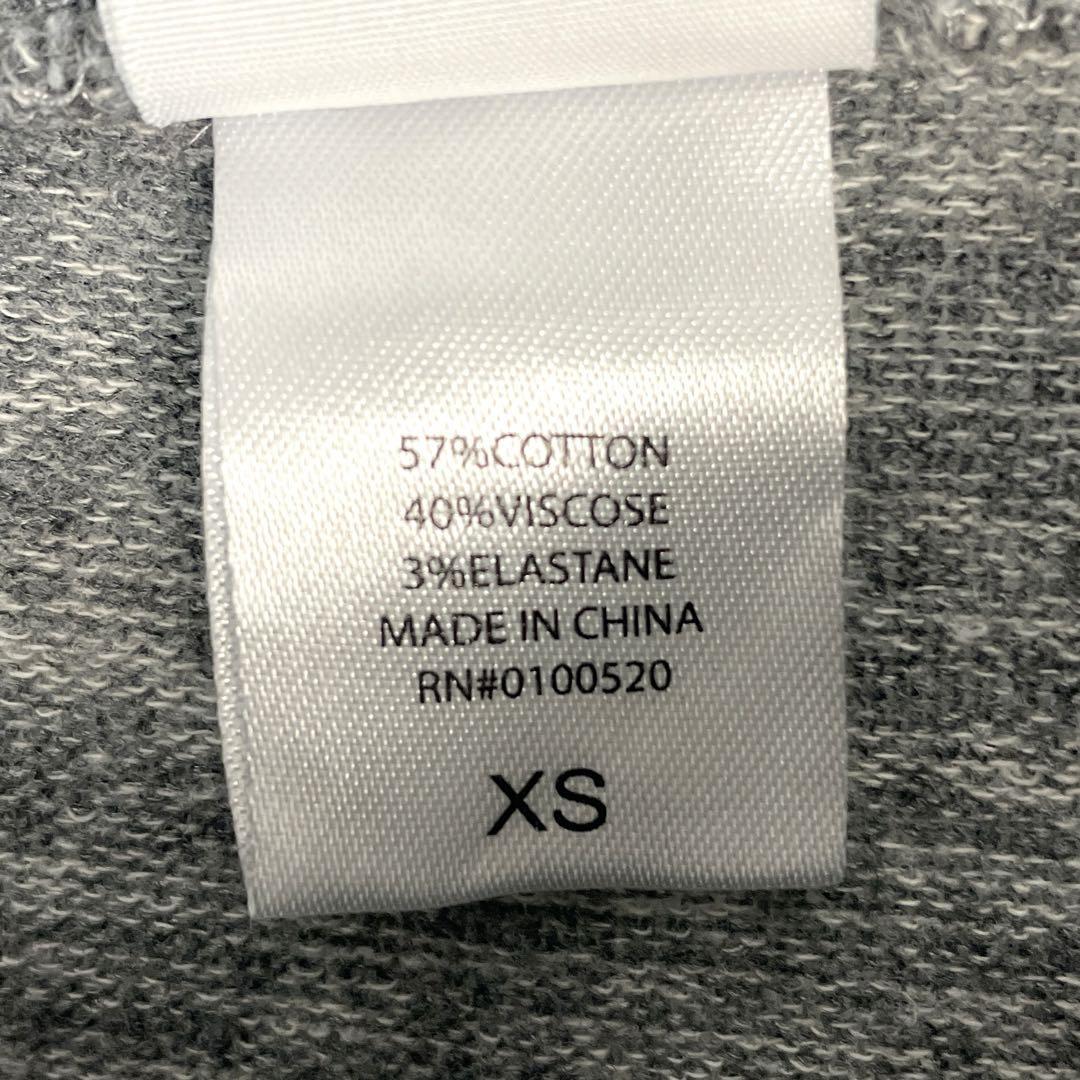 57%COTTON
40%VISCOSE
3%ELASTANE
MADE IN CHINA
RN#0100520
XS